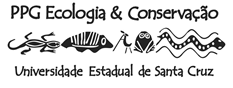 PPG Ecologia & Conservação
Universidade Estadual de Santa Cruz